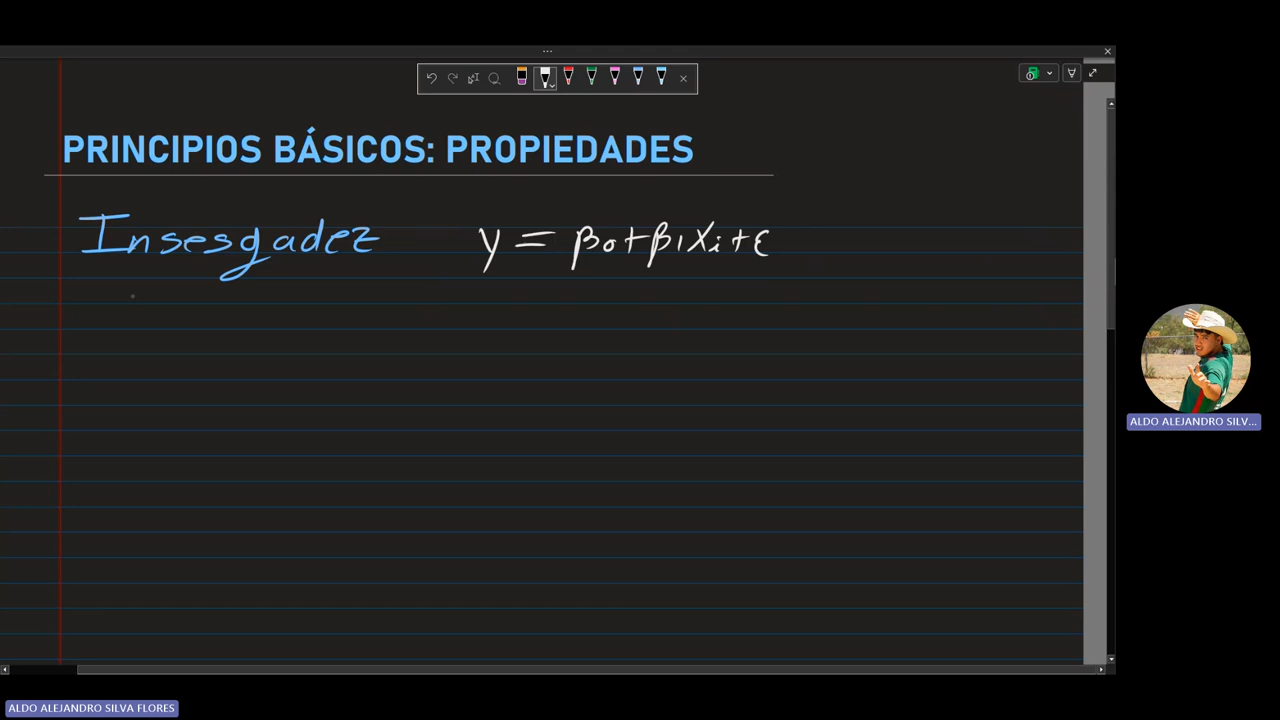 PRINCIPIOS BÁSICOS: PROPIEDADES
Insesgadez y = β0+β1Xi+ε
ALDO ALEJANDRO SILV...
ALDO ALEJANDRO SILVA FLORES